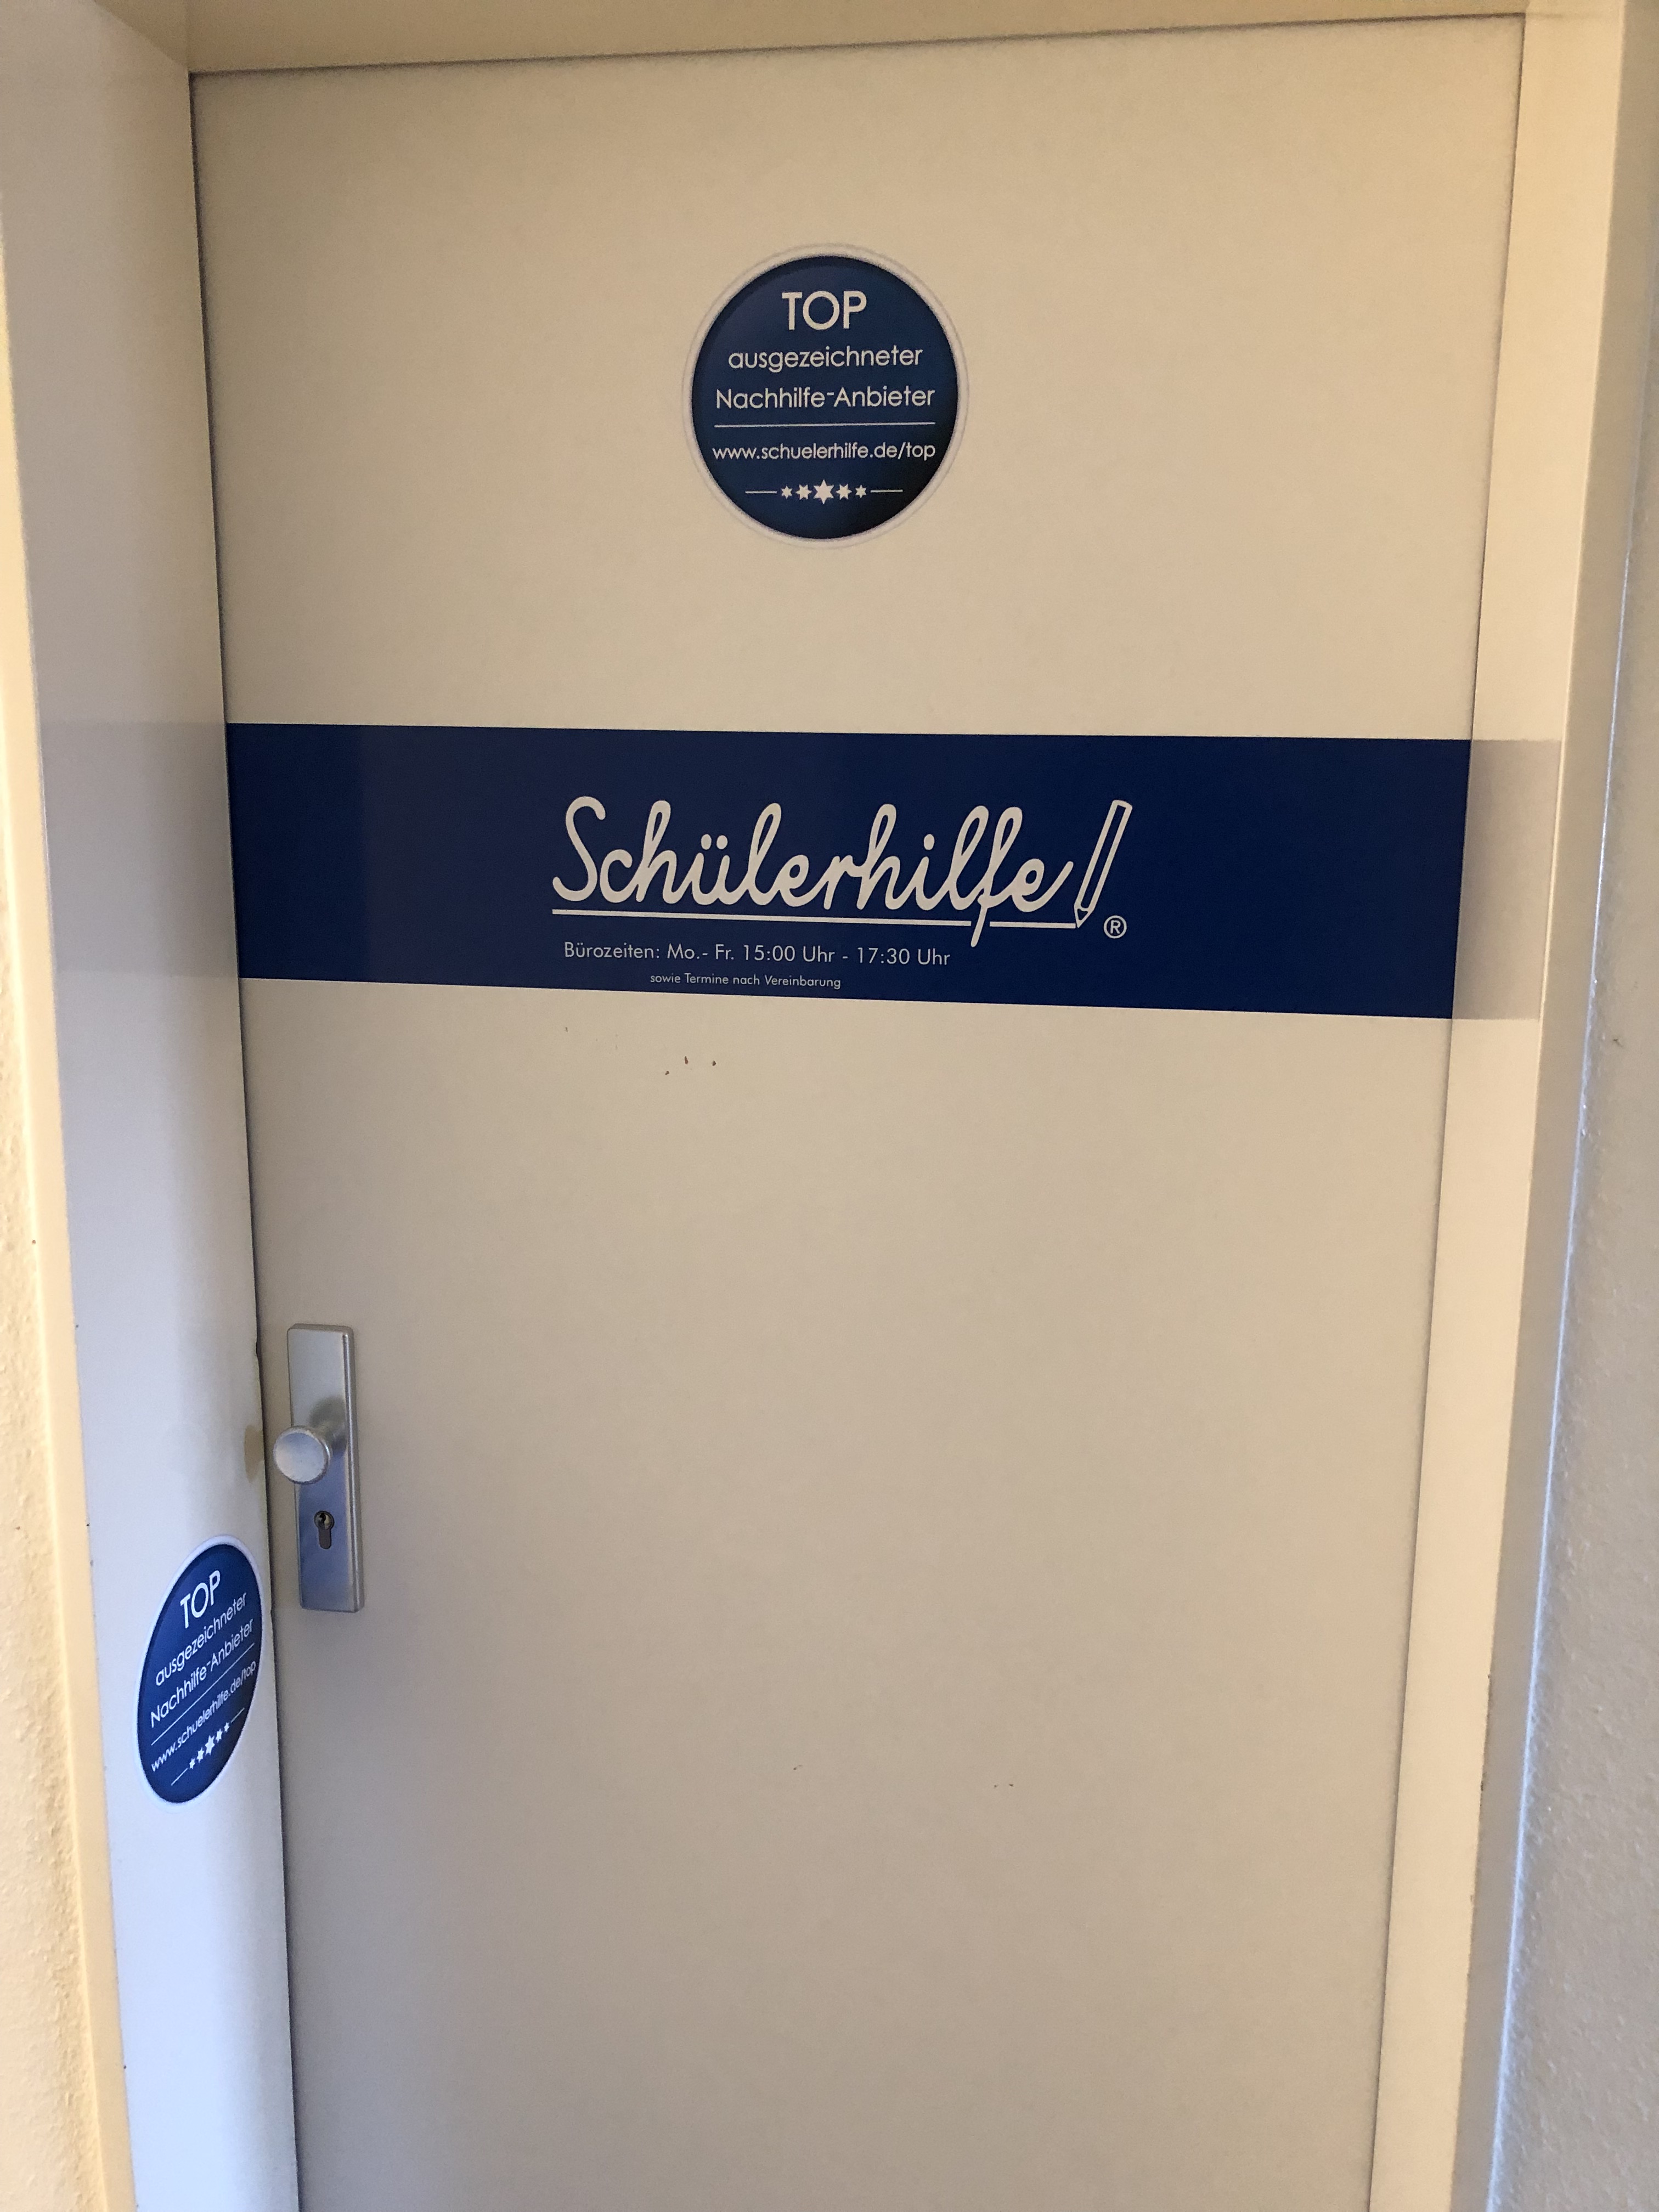 TOP
ausgezeichneter
Nachhilfe-Anbieter
www.schuelerhilfe.de/top
Schülerhilfe!®
Bürozeiten: Mo.- Fr. 15:00 Uhr - 17:30 Uhr
sowie Termine nach Vereinbarung
TOP
ausgezeichneter
Nachhilfe-Anbieter
www.schuelerhilfe.de/top